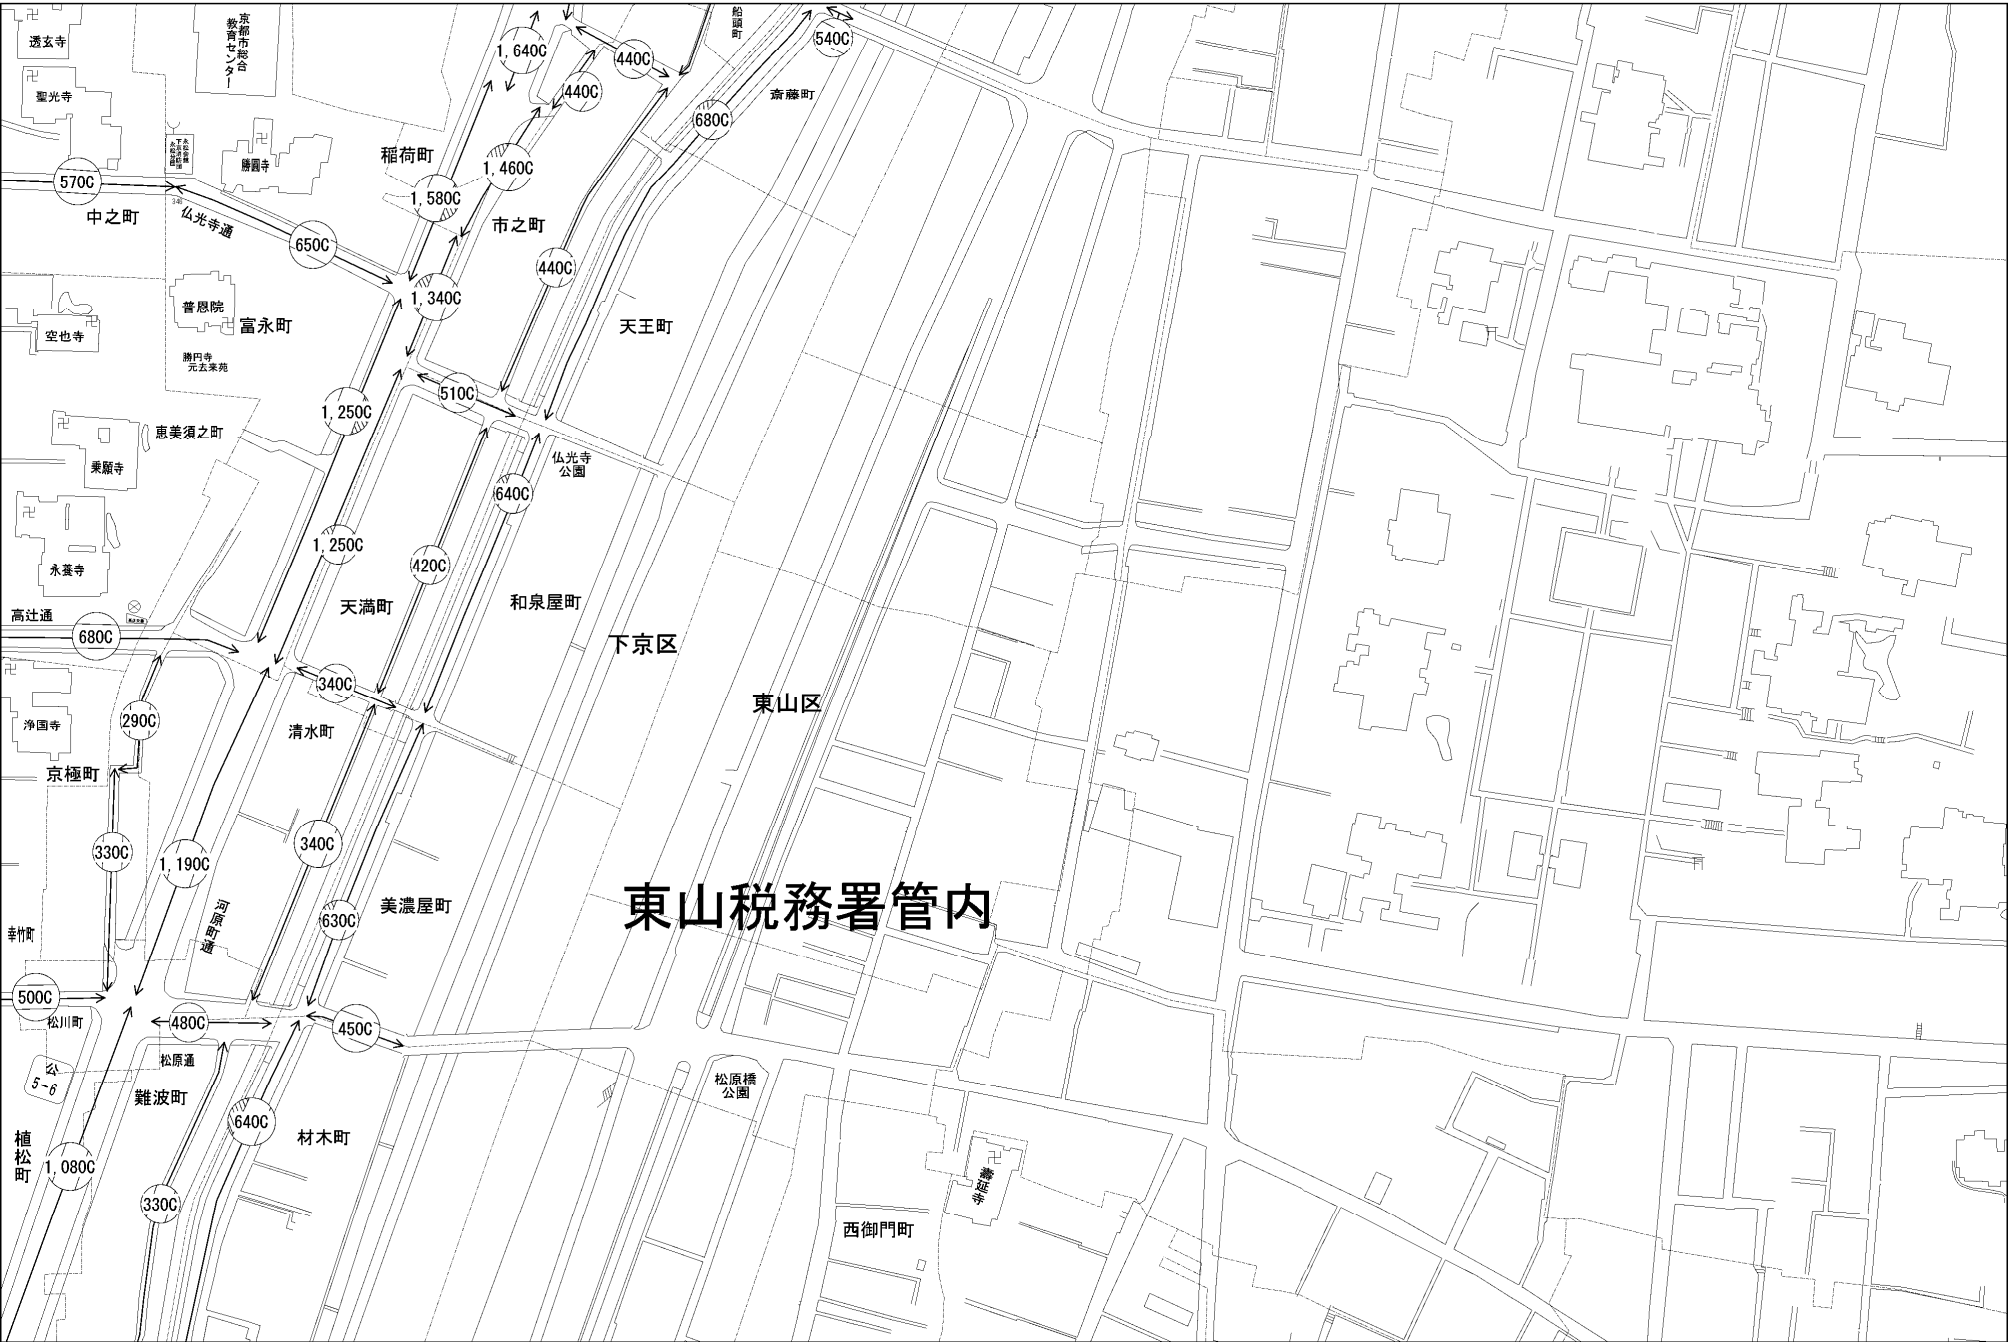 透玄寺
京都市総合
教育センター
1,640C
440C
船頭町
540C
聖光寺
440C
680C
斎藤町
勝圓寺
稲荷町
1,460C
570C
1,580C
中之町
仏光寺通
346
650C
市之町
440C
1,340C
普恩院
富永町
空也寺
天王町
勝円寺
元去来苑
510C
1,250C
恵美須之町
乗願寺
仏光寺
公園
640C
1,250C
420C
永養寺
天満町
和泉屋町
高辻通
680C
下京区
340C
東山区
290C
浄国寺
清水町
京極町
330C
1,190C
340C
美濃屋町
東山税務署管内
630C
河原町通
幸竹町
500C
松川町
480C
450C
松原通
公
5-6
難波町
松原橋
公園
640C
材木町
植松町
1,080C
330C
壽延寺
西御門町